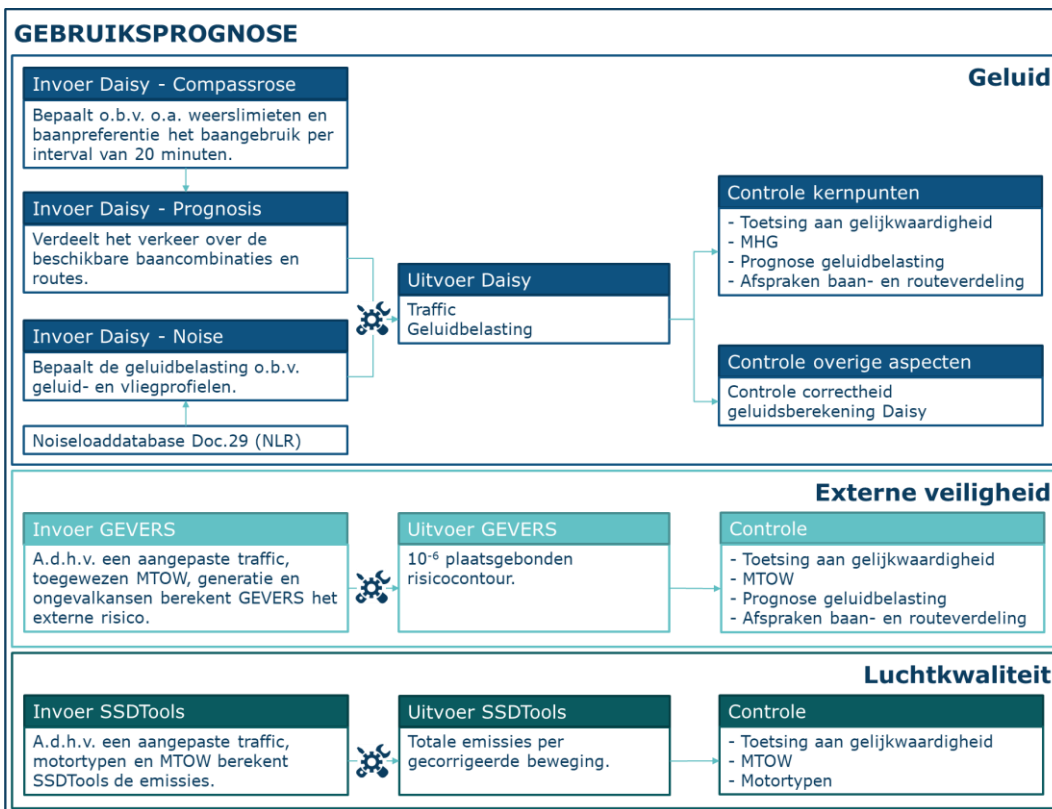 GEBRUIKSPROGNOSE
Geluid
Invoer Daisy - Compassrose
Bepaalt o.b.v. o.a. weerslimieten en
baanpreferentie het baangebruik per
interval van 20 minuten.
Invoer Daisy - Prognosis
Verdeelt het verkeer over de
beschikbare baancombinaties en
routes.
Invoer Daisy - Noise
Bepaalt de geluidbelasting o.b.v.
geluid- en vliegprofielen.
Noiseloaddatabase Doc.29 (NLR)
Uitvoer Daisy
Traffic
Geluidbelasting
Controle kernpunten
- Toetsing aan gelijkwaardigheid
- MHG
- Prognose geluidbelasting
- Afspraken baan- en routeverdeling
Controle overige aspecten
Controle correctheid
geluidsberekening Daisy
Externe veiligheid
Invoer GEVERS
A.d.h.v. een aangepaste traffic,
toegewezen MTOW, generatie en
ongevalkansen berekent GEVERS het
externe risico.
Uitvoer GEVERS
10⁻⁶ plaatsgebonden
risicocontour.
Controle
- Toetsing aan gelijkwaardigheid
- MTOW
- Prognose geluidbelasting
- Afspraken baan- en routeverdeling
Luchtkwaliteit
Invoer SSDTools
A.d.h.v. een aangepaste traffic,
motortypen en MTOW berekent
SSDTools de emissies.
Uitvoer SSDTools
Totale emissies per
gecorrigeerde beweging.
Controle
- Toetsing aan gelijkwaardigheid
- MTOW
- Motortypen